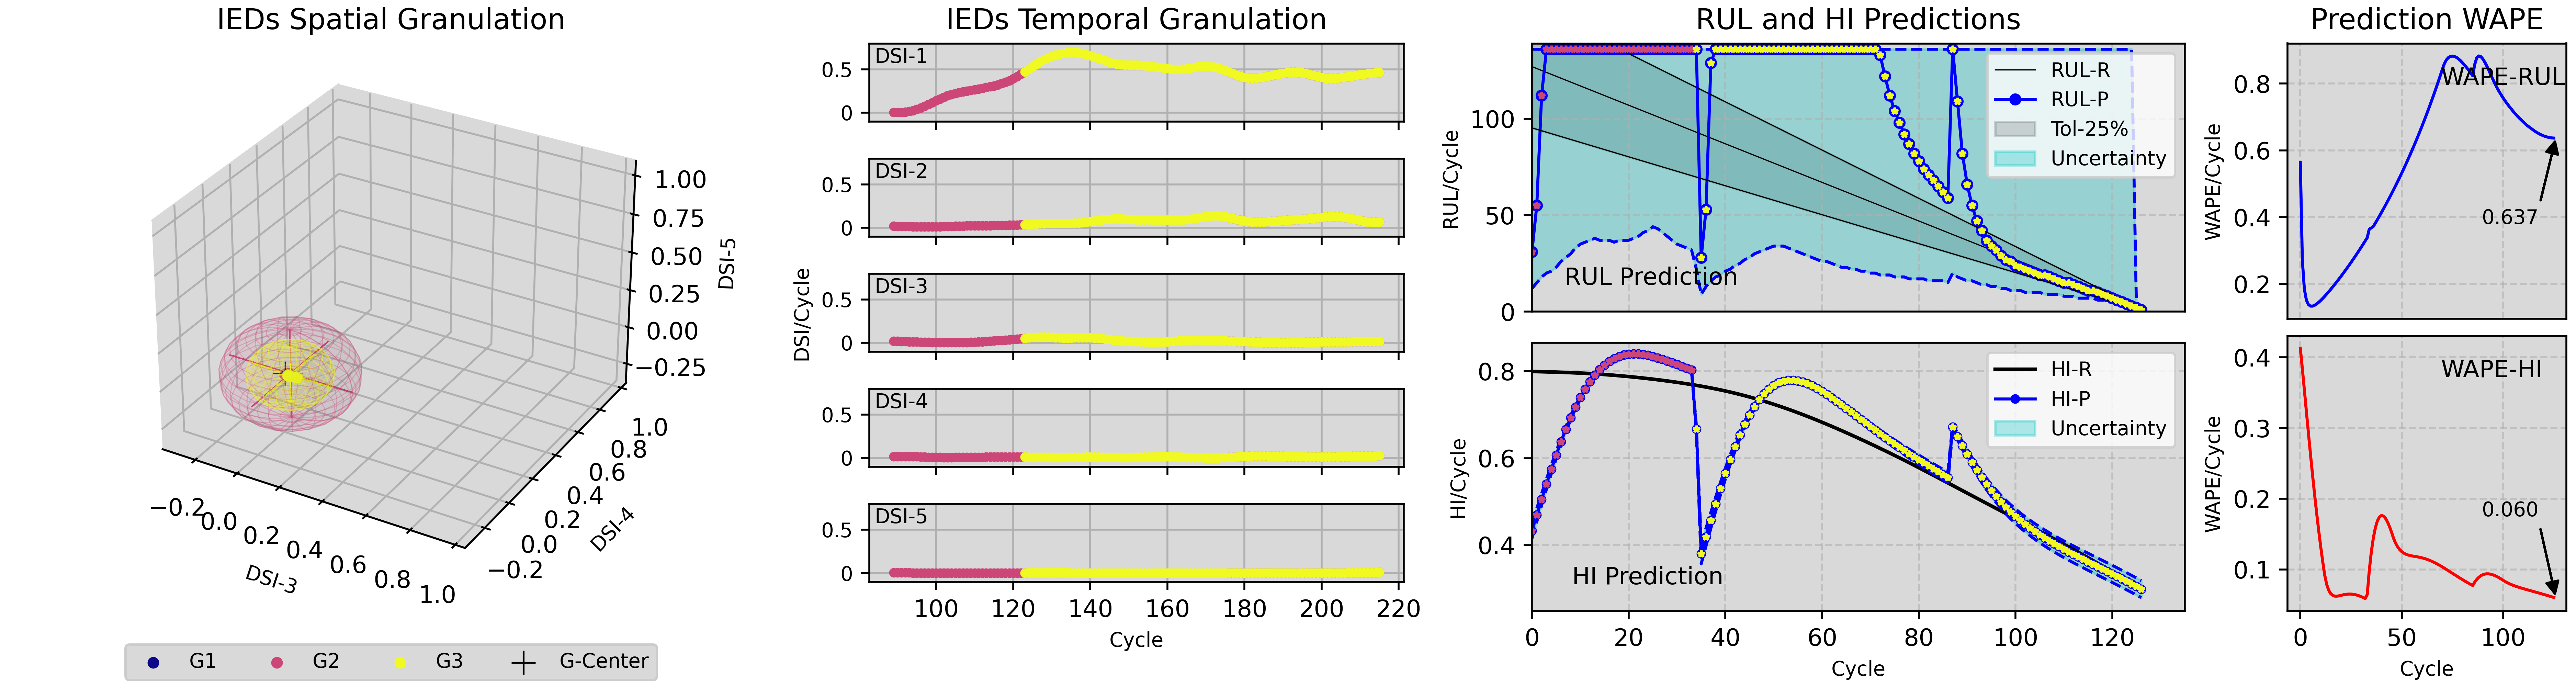 IEDs Spatial Granulation
1.00
0.75
0.50
0.25
0.00
−0.25
DSI-5
1.0
0.8
0.6
0.4
0.2
0.0
−0.2
DSI-4
−0.2
0.0
0.2
0.4
0.6
0.8
1.0
DSI-3
G1
G2
G3
G-Center
IEDs Temporal Granulation
DSI/Cycle
DSI-1
0.5
0
DSI-2
0.5
0
DSI-3
0.5
0
DSI-4
0.5
0
DSI-5
0.5
0
100 120 140 160 180 200 220
Cycle
RUL and HI Predictions
RUL/Cycle
100
50
0
RUL-R
RUL-P
Tol-25%
Uncertainty
RUL Prediction
HI/Cycle
0.8
0.6
0.4
HI-R
HI-P
Uncertainty
HI Prediction
0 20 40 60 80 100 120
Cycle
Prediction WAPE
WAPE/Cycle
0.8
0.6
0.4
0.2
WAPE-RUL
0.637
WAPE/Cycle
0.4
0.3
0.2
0.1
WAPE-HI
0.060
0 50 100
Cycle